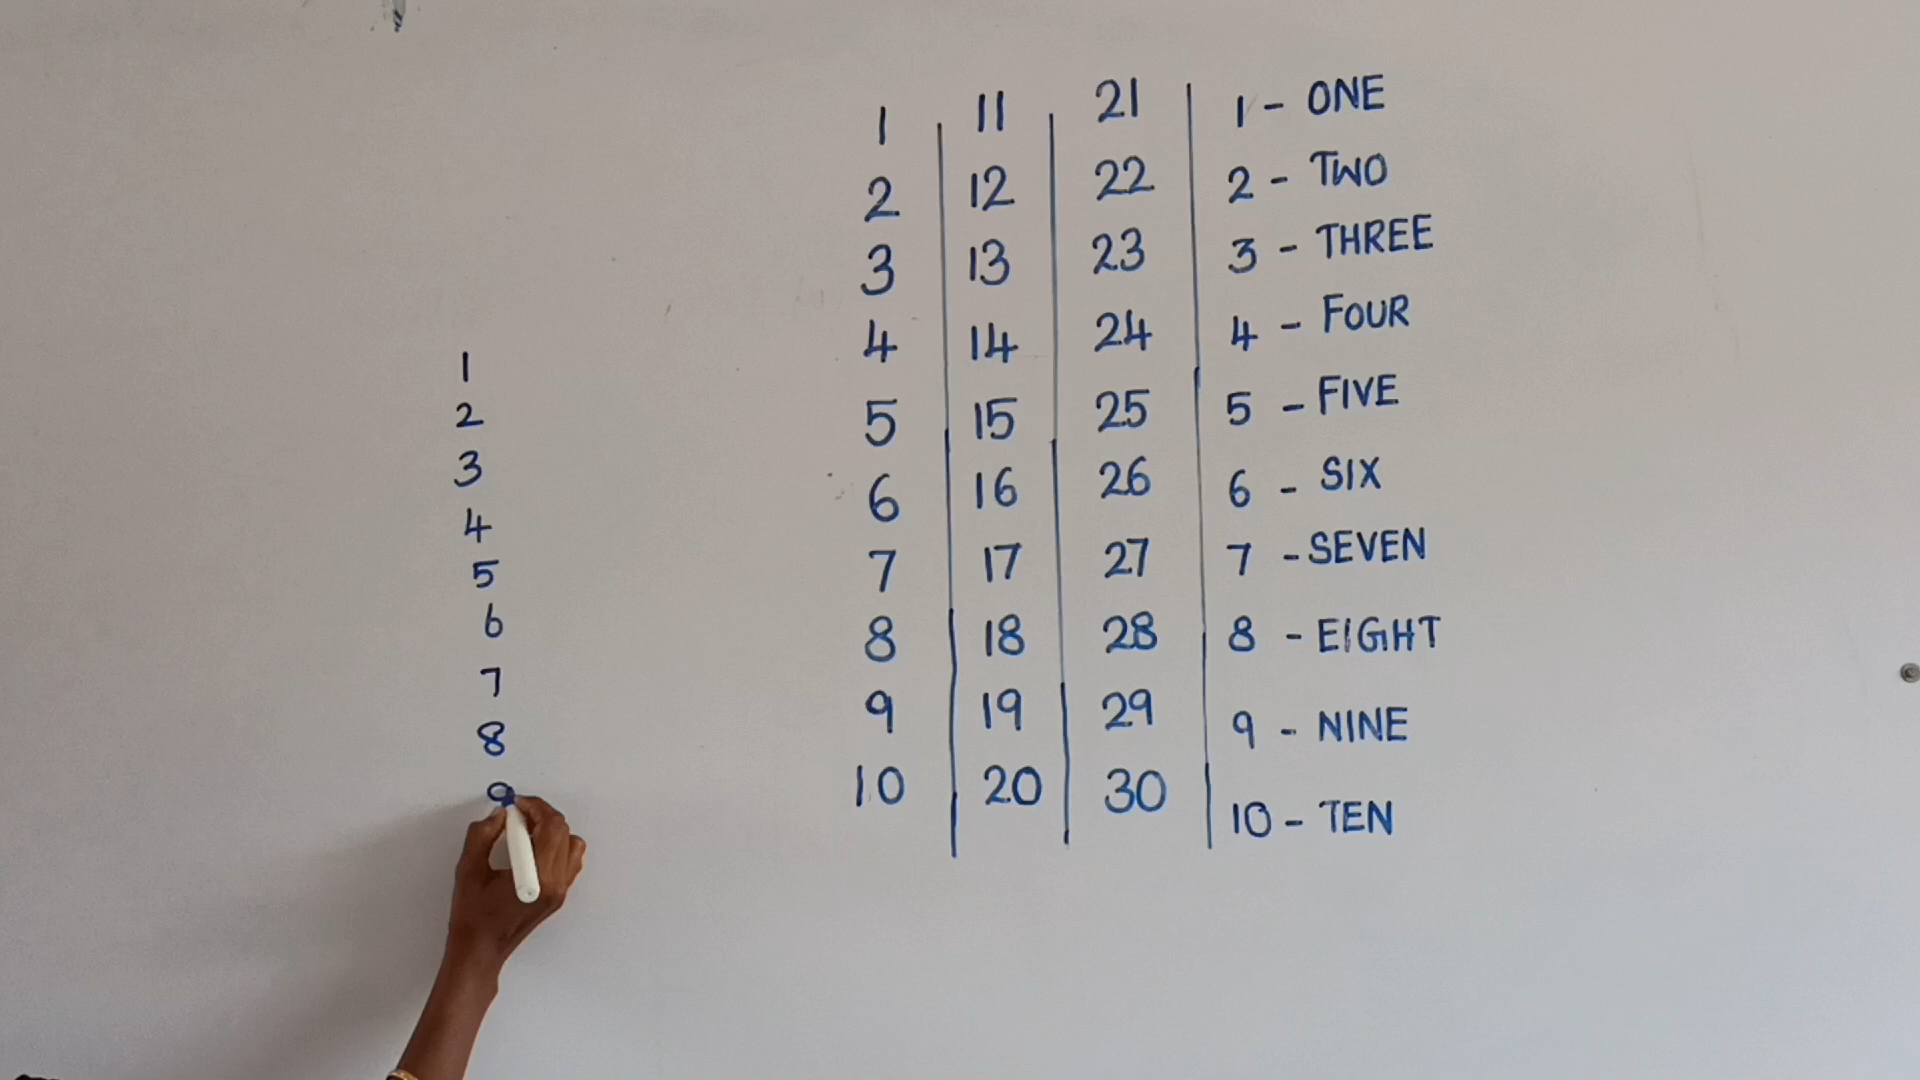 1 11 21 1 - ONE
2 12 22 2 - TWO
3 13 23 3 - THREE
4 14 24 4 - FOUR
5 15 25 5 - FIVE
6 16 26 6 - SIX
7 17 27 7 - SEVEN
8 18 28 8 - EIGHT
9 19 29 9 - NINE
10 20 30 10 - TEN
1
2
3
4
5
6
7
8
9